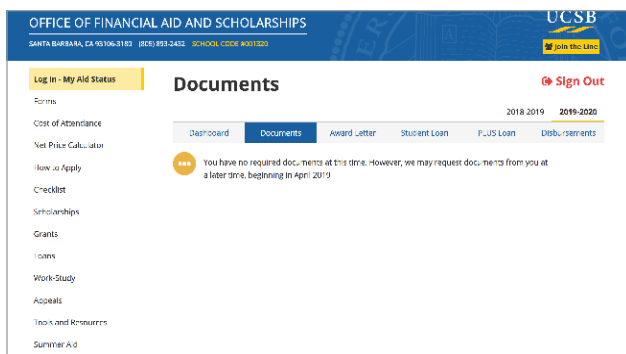 OFFICE OF FINANCIAL AID AND SCHOLARSHIPS
UCSB
SANTA BARBARA, CA 93106-3180 (805) 893-2432 SCHOOL CODE #001320
Join the Line
Log In - My Aid Status
Documents
Sign Out
Forms
2018-2019 2019-2020
Cost of Attendance
Dashboard Documents Award Letter Student Loan PLUS Loan Disbursements
Net Price Calculator
You have no required documents at this time. However, we may request documents from you at
How to Apply
a later time, beginning in April 2019
Checklist
Scholarships
Grants
Loans
Work-Study
Appeals
Tools and Resources
Summer Aid